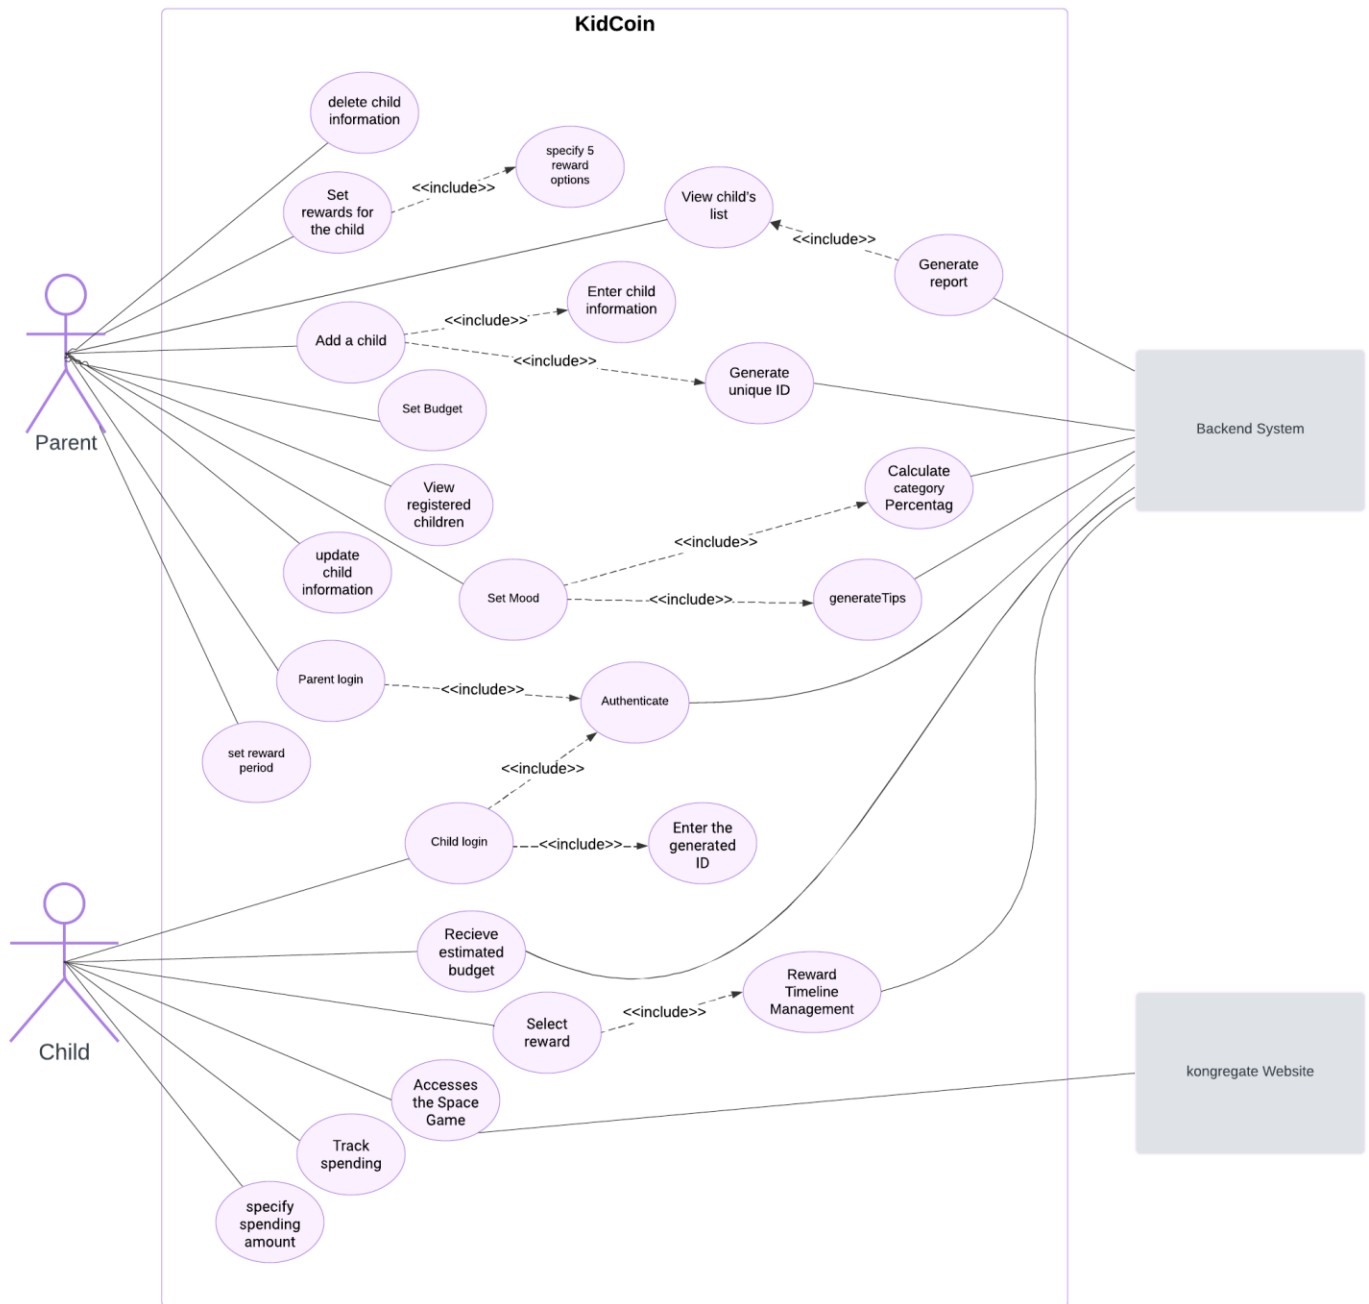 KidCoin
delete child
information
specify 5
reward
options
<<include>>
Set
rewards for
the child
View child's
list
<<include>>
Generate
report
Enter child
information
<<include>>
Add a child
<<include>>
Generate
unique ID
Set Budget
Backend System
Parent
View
registered
children
Calculate
category
Percentag
<<include>>
update
child
information
Set Mood
<<include>>
generateTips
Parent login
<<include>>
Authenticate
set reward
period
<<include>>
Child login
<<include>>
Enter the
generated
ID
Recieve
estimated
budget
Reward
Timeline
Management
<<include>>
Select
reward
Child
kongregate Website
Accesses
the Space
Game
Track
spending
specify
spending
amount